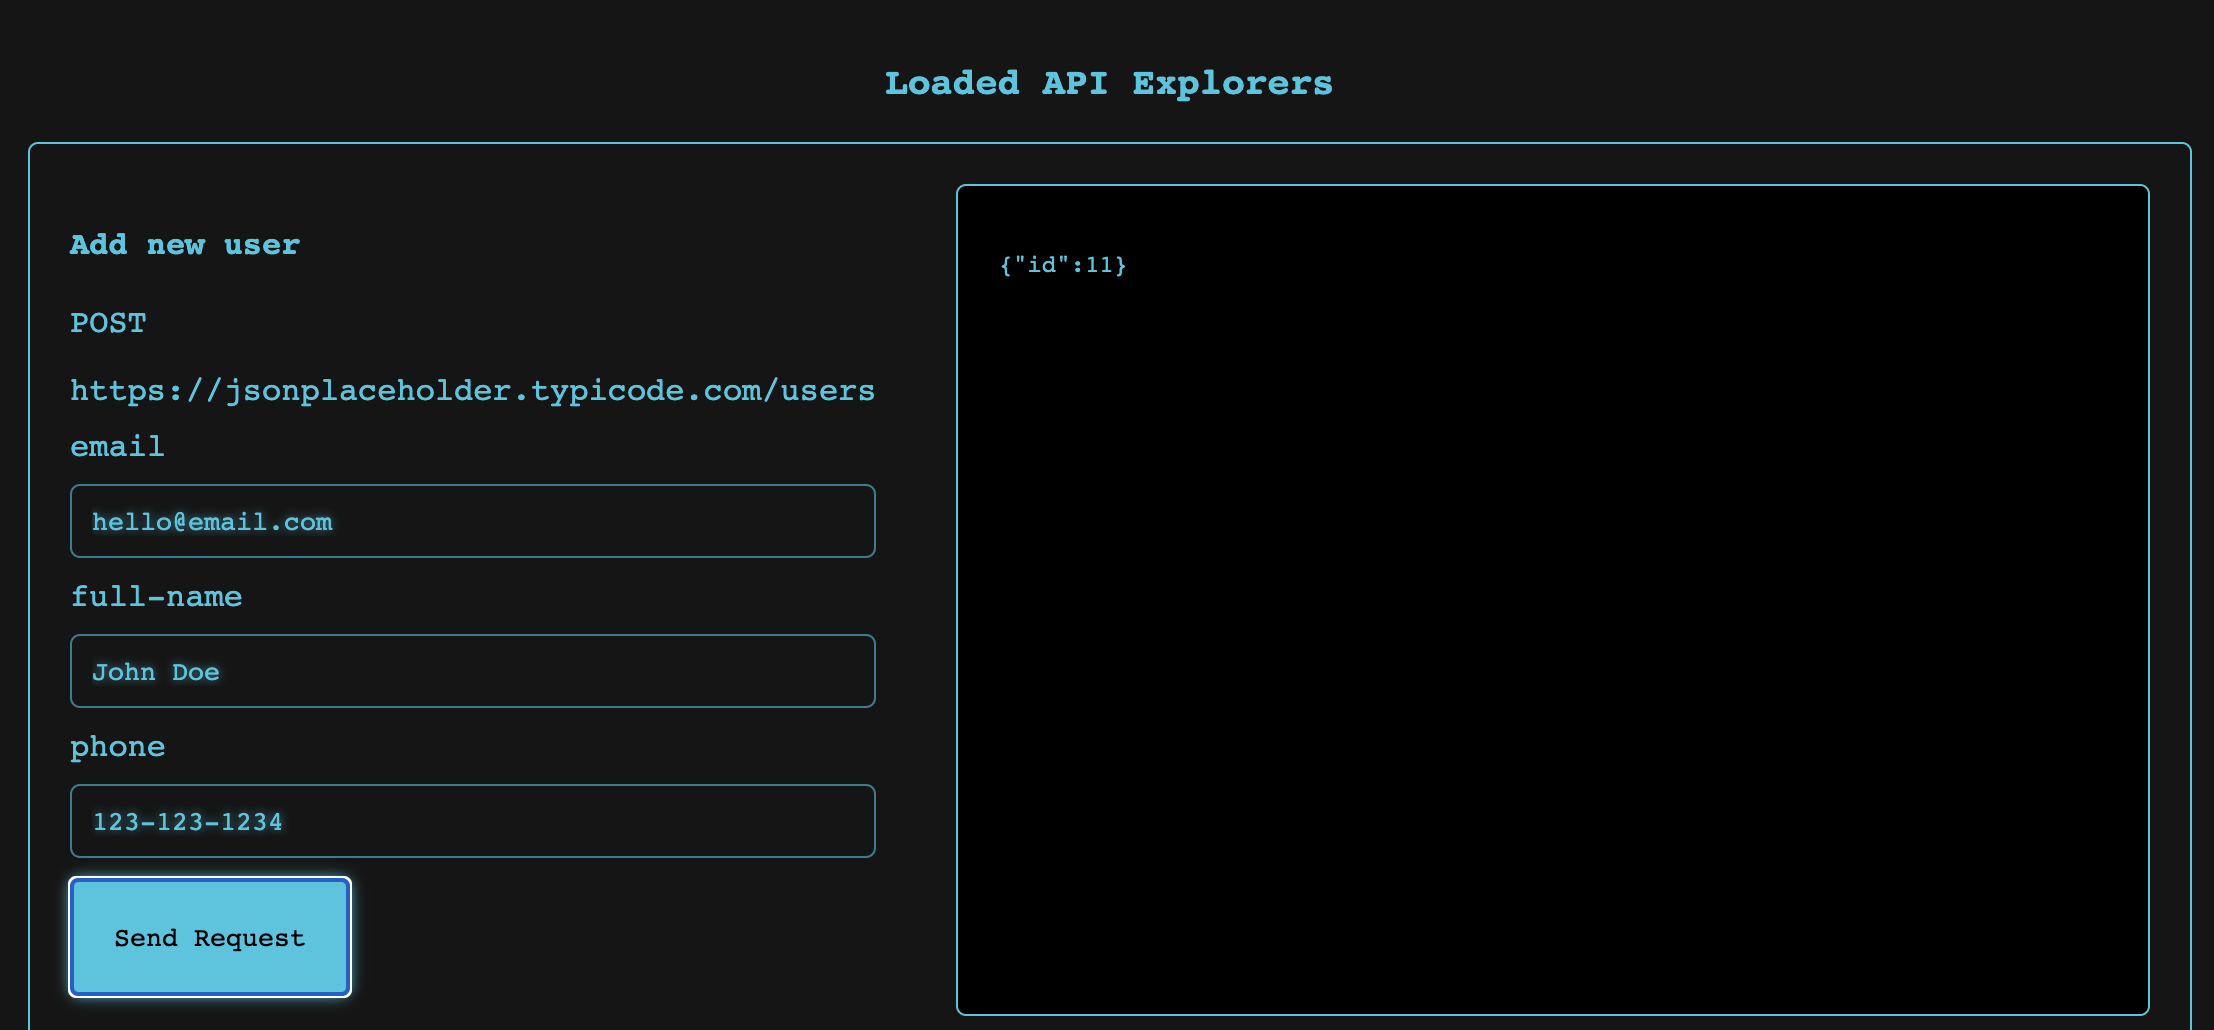 Loaded API Explorers
Add new user
POST
https://jsonplaceholder.typicode.com/users
email
hello@email.com
full-name
John Doe
phone
123-123-1234
Send Request
{"id":11}